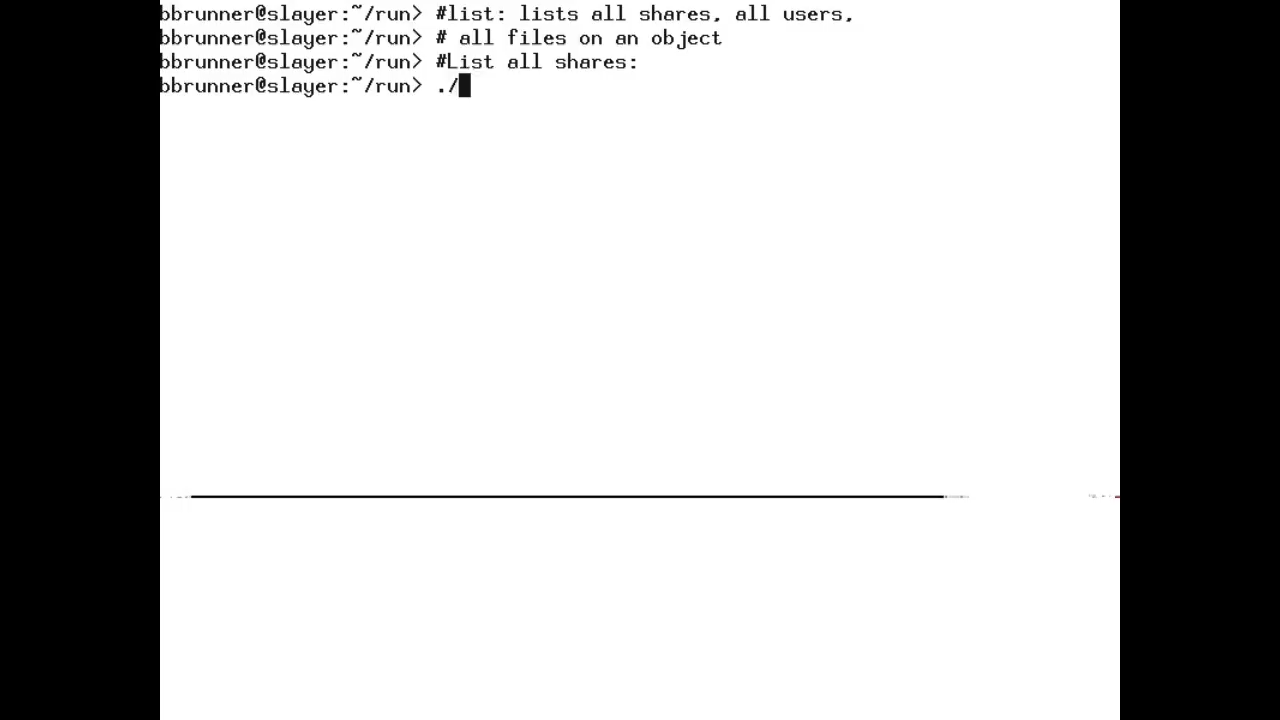 bbrunner@slayer:~/run> #list: lists all shares, all users,
bbrunner@slayer:~/run> # all files on an object
bbrunner@slayer:~/run> #List all shares:
bbrunner@slayer:~/run> ./